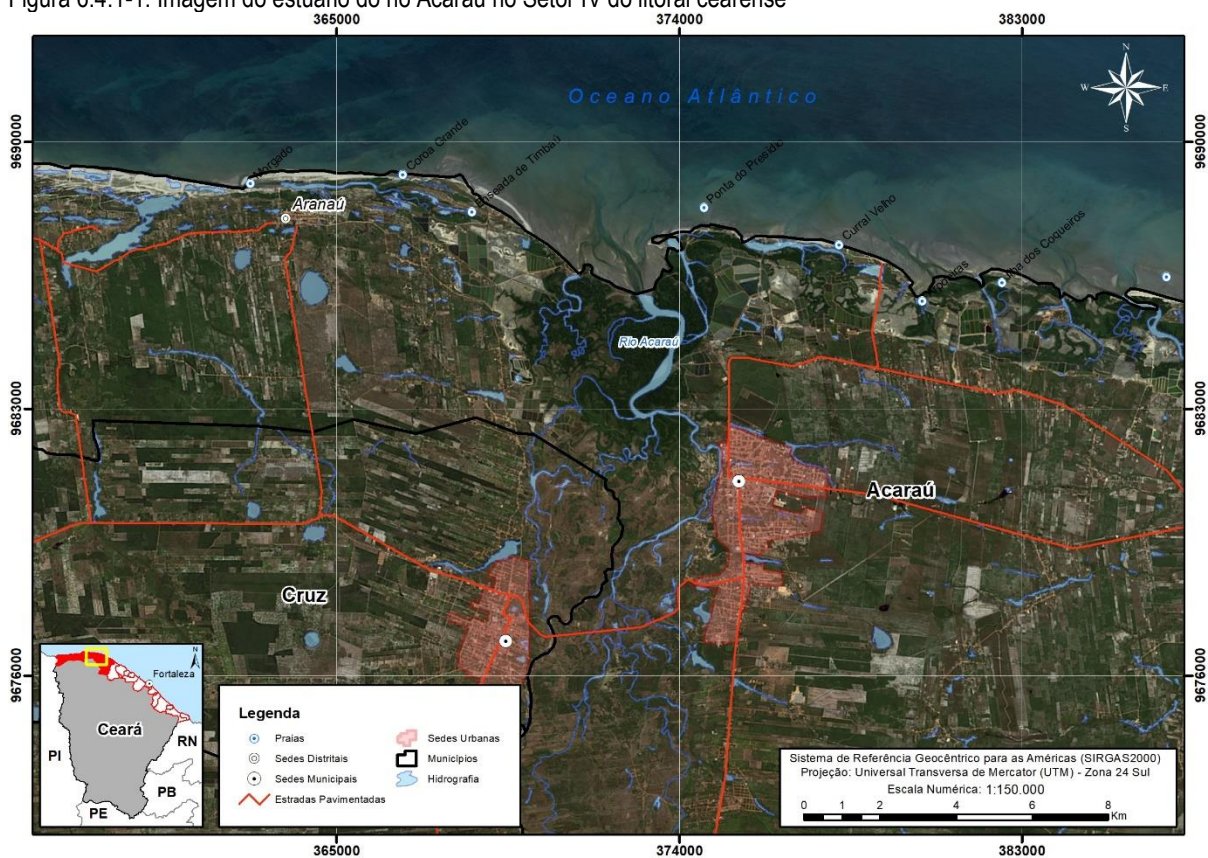 Figura 6.4.1-1: Imagem do estuário do rio Acaraú no Setor IV do litoral cearense
365000
374000
383000
Oceano Atlântico
N
W
E
S
9690000
9690000
Morgado
Coroa Grande
Enseada de Timbaú
Ponta do Presídio
Aranaú
Curral Velho
Ilha dos Coqueiros
Rio Acaraú
9683000
9683000
Acaraú
Cruz
9676000
9676000
N
Fortaleza
Ceará
PI
RN
PB
PE
Legenda
Praias
Sedes Distritais
Sedes Municipais
Estradas Pavimentadas
Sedes Urbanas
Municípios
Hidrografia
Sistema de Referência Geocêntrico para as Américas (SIRGAS2000)
Projeção: Universal Transversa de Mercator (UTM) - Zona 24 Sul
Escala Numérica: 1:150.000
0 1 2 4 6 8
Km
365000
374000
383000